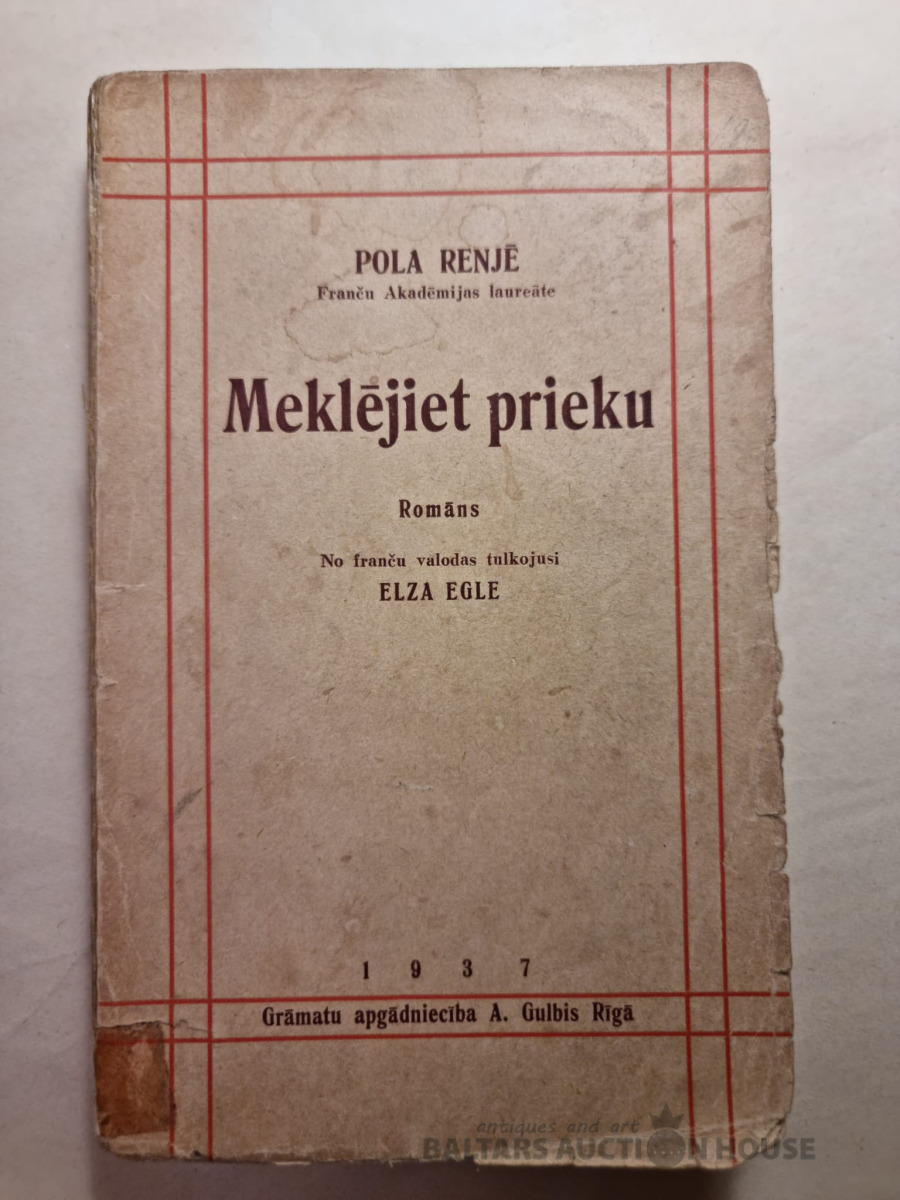 POLA RENJĒ
Franču Akadēmijas laureāte
Meklējiet prieku
Romāns
No franču valodas tulkojusi
ELZA EGLE
1 9 3 7
Grāmatu apgādniecība A. Gulbis Rīgā
antiques and art
BALTARS AUCTION HOUSE